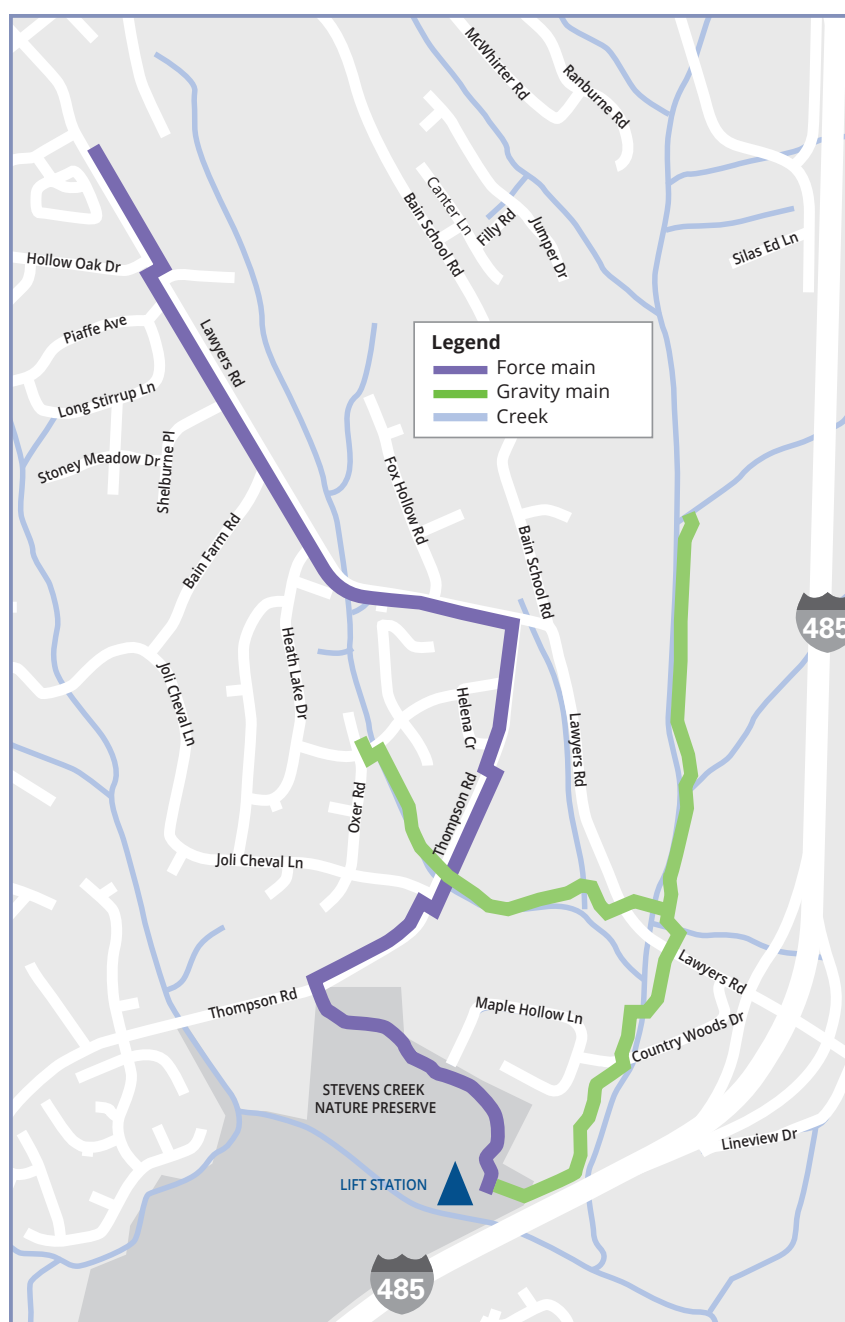 McWhirter Rd
Ranburne Rd
Canter Ln
Bain School Rd
Filly Rd
Jumper Dr
Silas Ed Ln
Hollow Oak Dr
Piaffe Ave
Lawyers Rd
Long Stirrup Ln
Stoney Meadow Dr
Shelburne Pl
Legend
Force main
Gravity main
Creek
Fox Hollow Rd
Bain Farm Rd
Bain School Rd
485
Heath Lake Dr
Joli Cheval Ln
Helena Cr
Lawyers Rd
Oxer Rd
Thompson Rd
Joli Cheval Ln
Lawyers Rd
Thompson Rd
Maple Hollow Ln
Country Woods Dr
STEVENS CREEK
NATURE PRESERVE
Lineview Dr
LIFT STATION
485